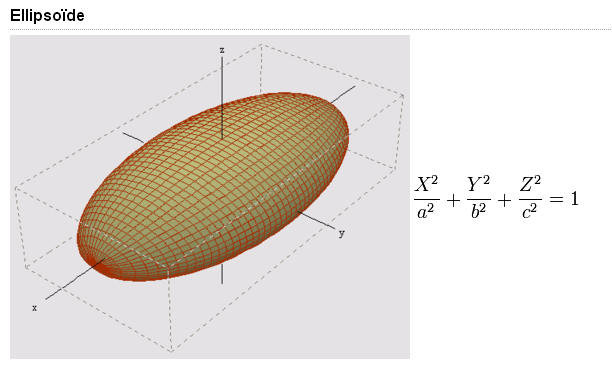 Ellipsoïde
z
y
x
X²/a² + Y²/b² + Z²/c² = 1